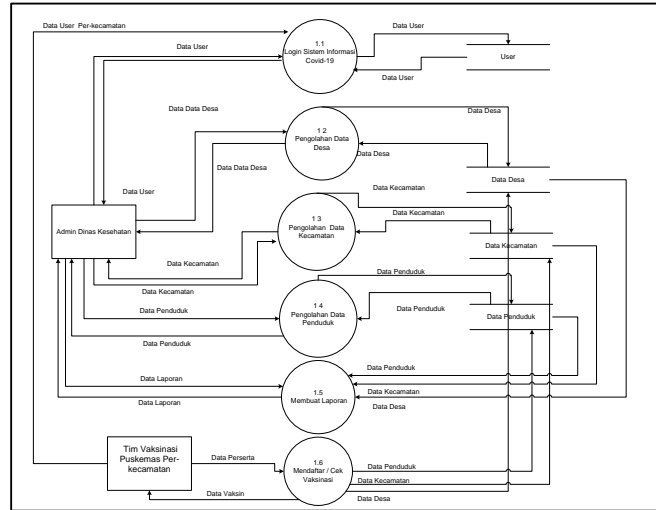 Data User Per-kecamatan
Data User
Data User
Data User
Data User
1.1
Login Sistem Informasi
Covid-19
User
Data Data Desa
Data Data Desa
Data User
1 2
Pengolahan Data
Desa
Data Desa
Data Desa
Data Desa
Admin Dinas Kesehatan
Data Kecamatan
Data Kecamatan
1 3
Pengolahan Data
Kecamatan
Data Kecamatan
Data Kecamatan
Data Kecamatan
Data Penduduk
Data Penduduk
1 4
Pengolahan Data
Penduduk
Data Penduduk
Data Penduduk
Data Penduduk
Data Laporan
Data Laporan
1.5
Membuat Laporan
Data Penduduk
Data Kecamatan
Data Desa
Tim Vaksinasi
Puskemas Per-
kecamatan
Data Perserta
Data Vaksin
1.6
Mendaftar / Cek
Vaksinasi
Data Penduduk
Data Kecamatan
Data Desa